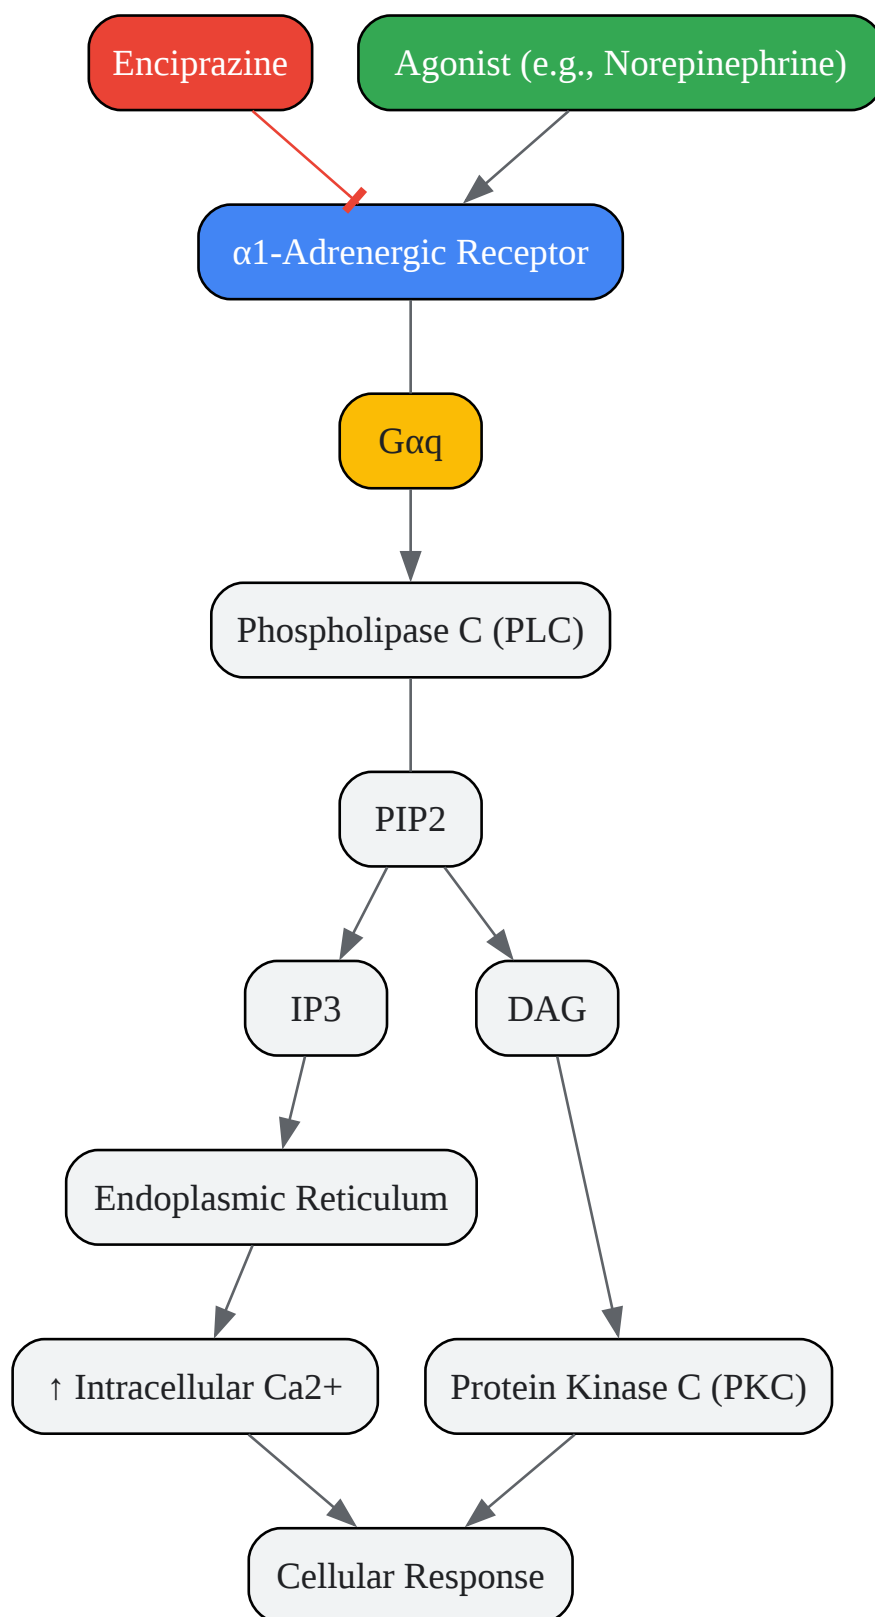 Enciprazine
Agonist (e.g., Norepinephrine)
α1-Adrenergic Receptor
Gαq
Phospholipase C (PLC)
PIP2
IP3
DAG
Endoplasmic Reticulum
↑ Intracellular Ca2+
Protein Kinase C (PKC)
Cellular Response